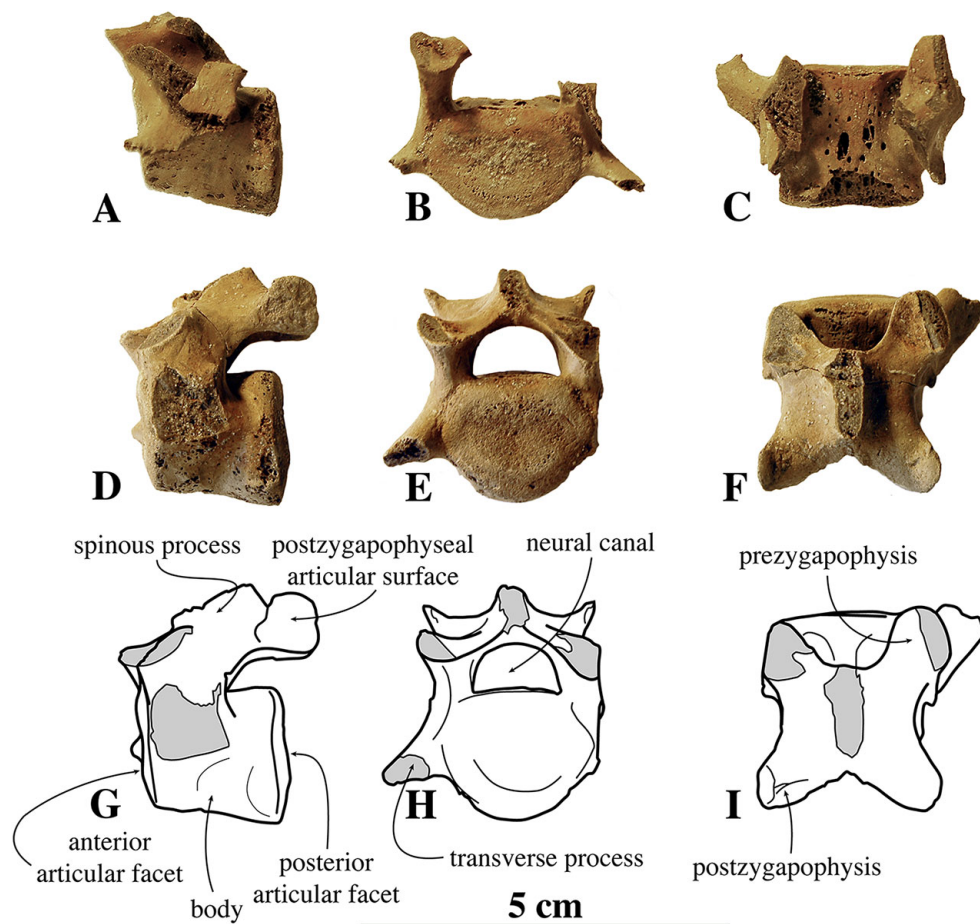 A
B
C
D
E
F
spinous process
postzygapophyseal
articular surface
neural canal
prezygapophysis
G
H
I
anterior
articular facet
body
posterior
articular facet
transverse process
postzygapophysis
5 cm